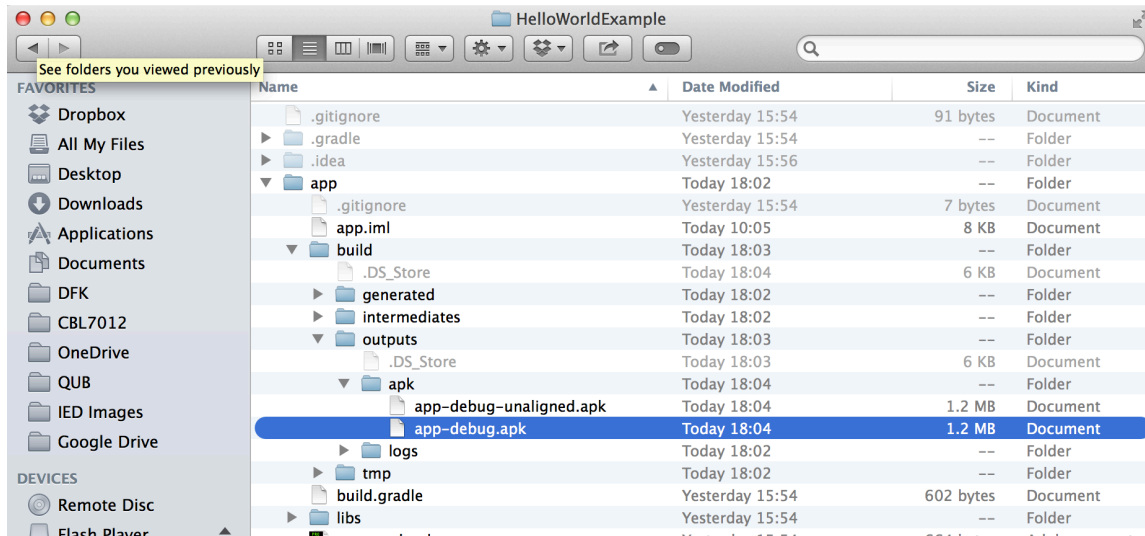 HelloWorldExample
See folders you viewed previously
FAVORITES
Dropbox
All My Files
Desktop
Downloads
Applications
Documents
DFK
CBL7012
OneDrive
QUB
IED Images
Google Drive
DEVICES
Remote Disc
Flash Player
Name Date Modified Size Kind
.gitignore Yesterday 15:54 91 bytes Document
.gradle Yesterday 15:54 -- Folder
.idea Yesterday 15:56 -- Folder
app Today 18:02 -- Folder
.gitignore Yesterday 15:54 7 bytes Document
app.iml Today 10:05 8 KB Document
build Today 18:03 -- Folder
.DS_Store Today 18:04 6 KB Document
generated Today 18:02 -- Folder
intermediates Today 18:02 -- Folder
outputs Today 18:03 -- Folder
.DS_Store Today 18:03 6 KB Document
apk Today 18:04 -- Folder
app-debug-unaligned.apk Today 18:04 1.2 MB Document
app-debug.apk Today 18:04 1.2 MB Document
logs Today 18:02 -- Folder
tmp Today 18:02 -- Folder
build.gradle Yesterday 15:54 602 bytes Document
libs Yesterday 15:54 -- Folder